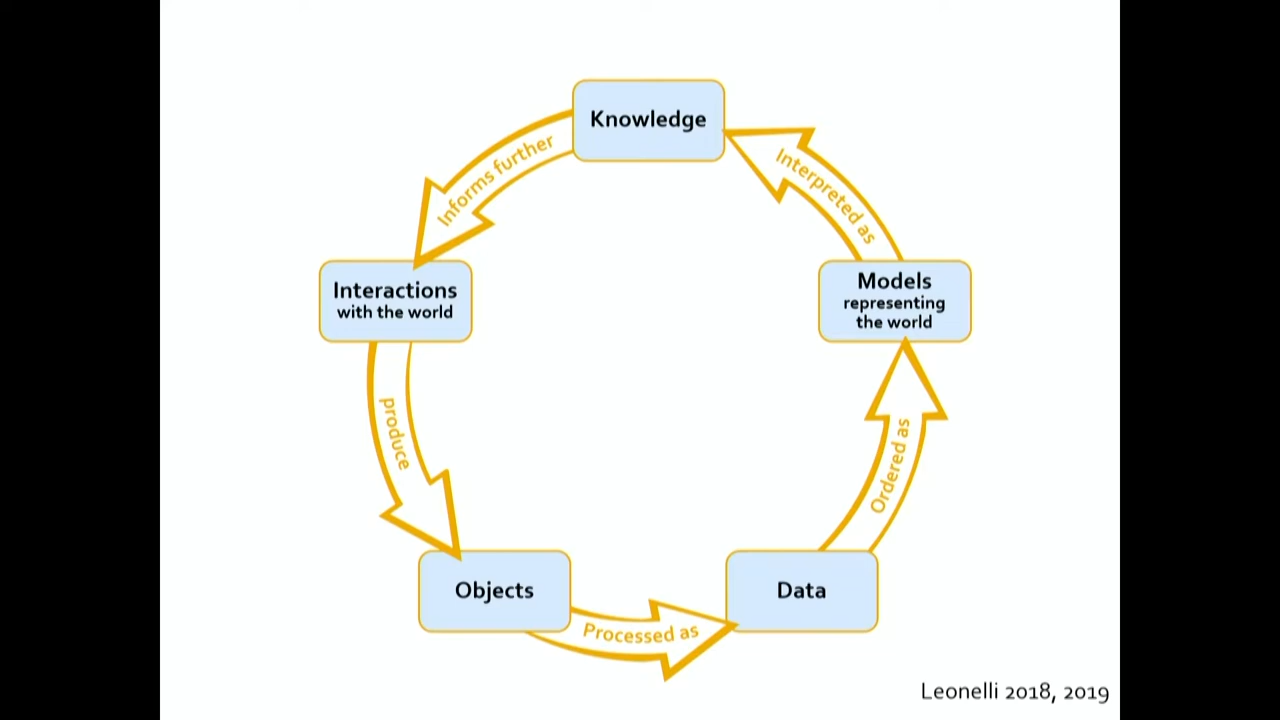 Knowledge
Informs further
Interpreted as
Interactions
with the world
Models
representing
the world
produce
Ordered as
Objects
Data
Processed as
Leonelli 2018, 2019